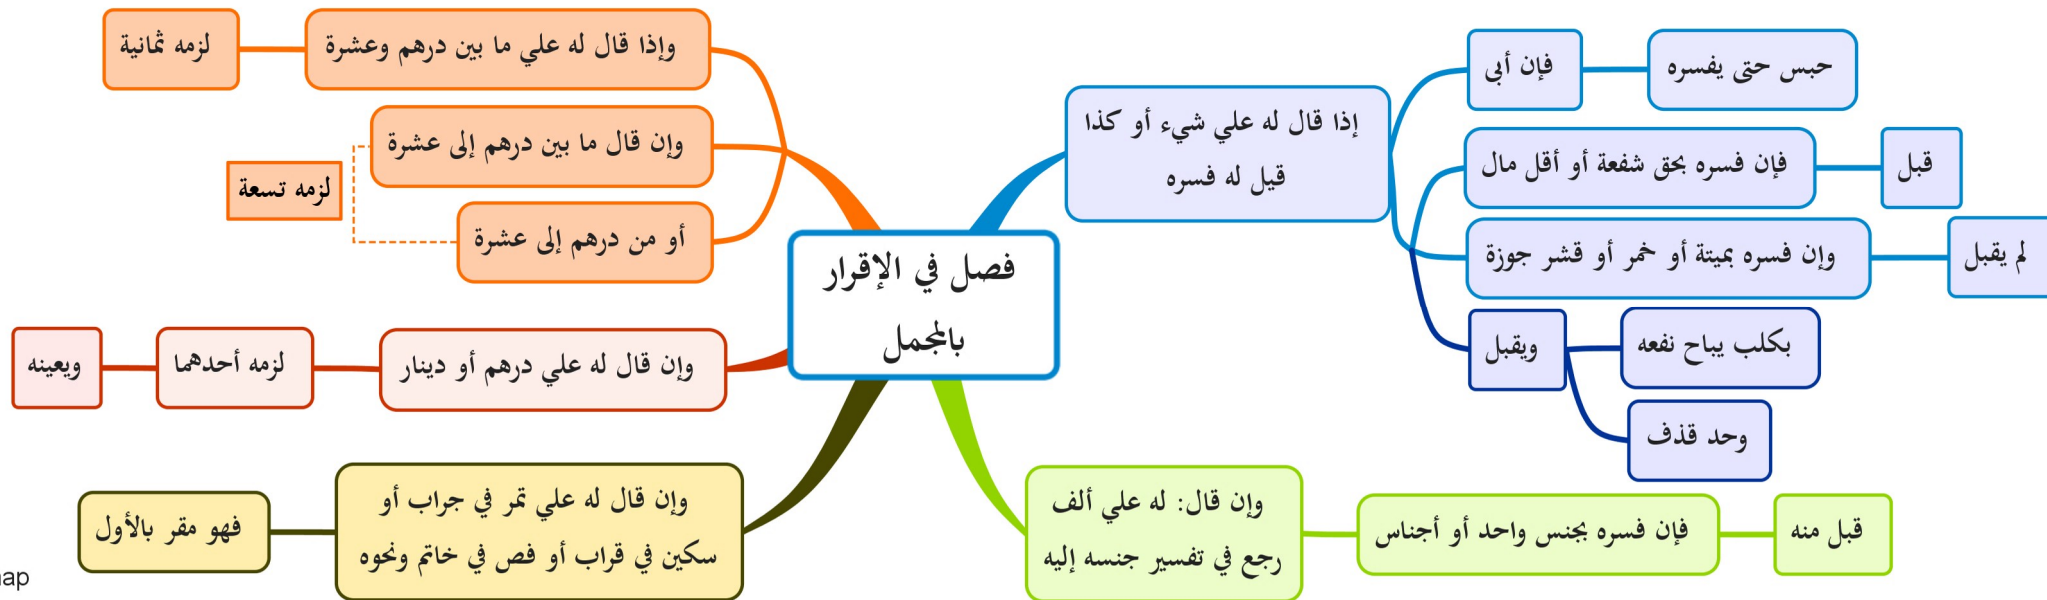 فصل في الإقرار
بالمجمل
إذا قال له علي شيء أو كذا
قيل له فسره
فإن أبى
حبس حتى يفسره
فإن فسره بحق شفعة أو أقل مال
قبل
وإن فسره بميتة أو خمر أو قشر جوزة
لم يقبل
ويقبل
بكلب يباح نفعه
وحد قذف
وإن قال: له علي ألف
رجع في تفسير جنسه إليه
فإن فسره بجنس واحد أو أجناس
قبل منه
وإذا قال له علي ما بين درهم وعشرة
لزمه ثمانية
وإن قال ما بين درهم إلى عشرة
أو من درهم إلى عشرة
لزمه تسعة
وإن قال له علي درهم أو دينار
لزمه أحدهما
ويعينه
وإن قال له علي تمر في جراب أو
سكين في قراب أو فص في خاتم ونحوه
فهو مقر بالأول